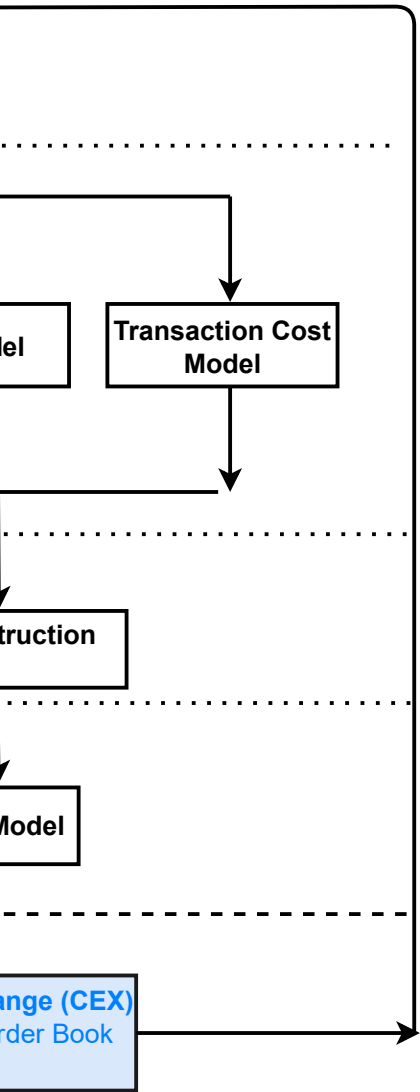 del
Transaction Cost
Model
truction
Model
ange (CEX)
rder Book